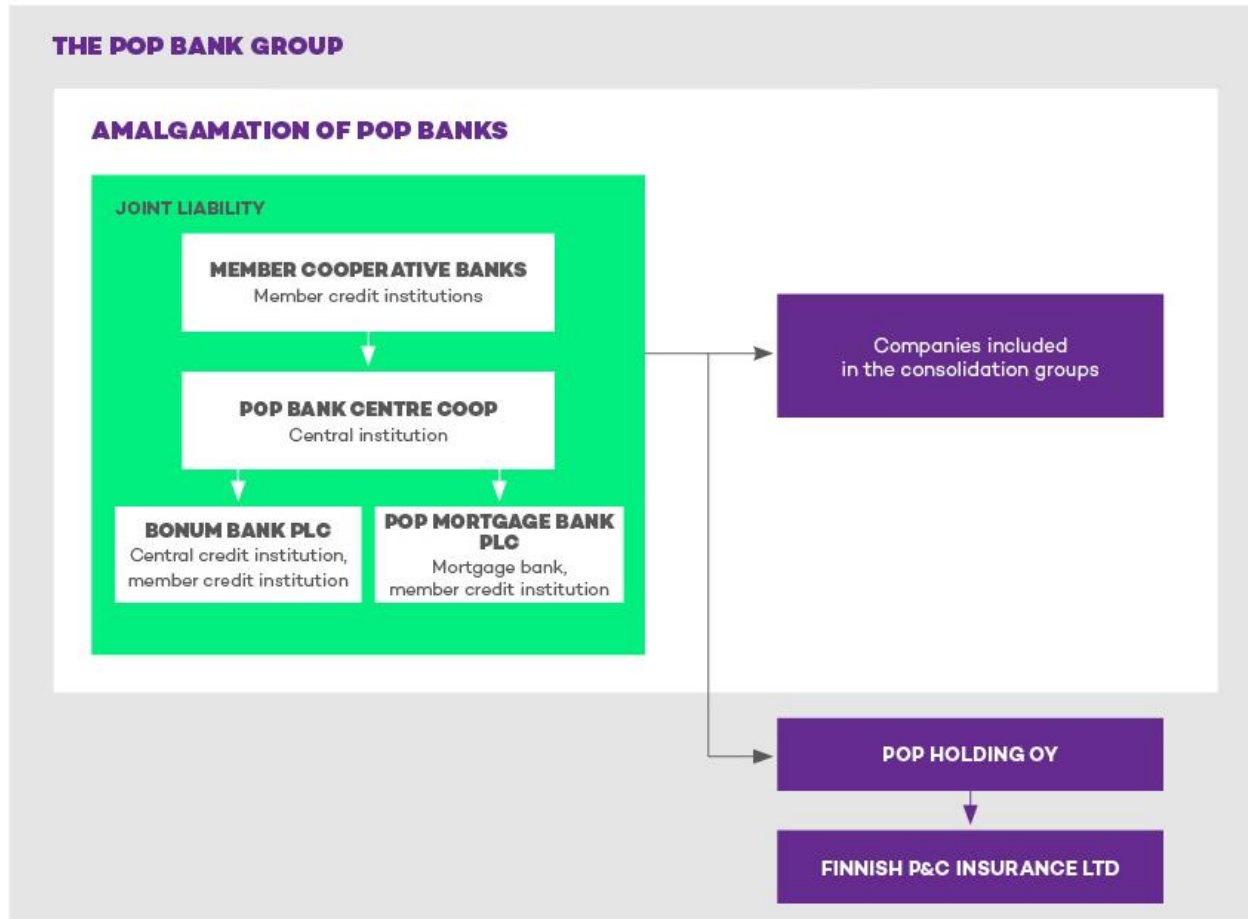 THE POP BANK GROUP
AMALGAMATION OF POP BANKS
JOINT LIABILITY
MEMBER COOPERATIVE BANKS
Member credit institutions
POP BANK CENTRE COOP
Central institution
BONUM BANK PLC
Central credit institution,
member credit institution
POP MORTGAGE BANK
PLC
Mortgage bank,
member credit institution
Companies included
in the consolidation groups
POP HOLDING OY
FINNISH P&C INSURANCE LTD